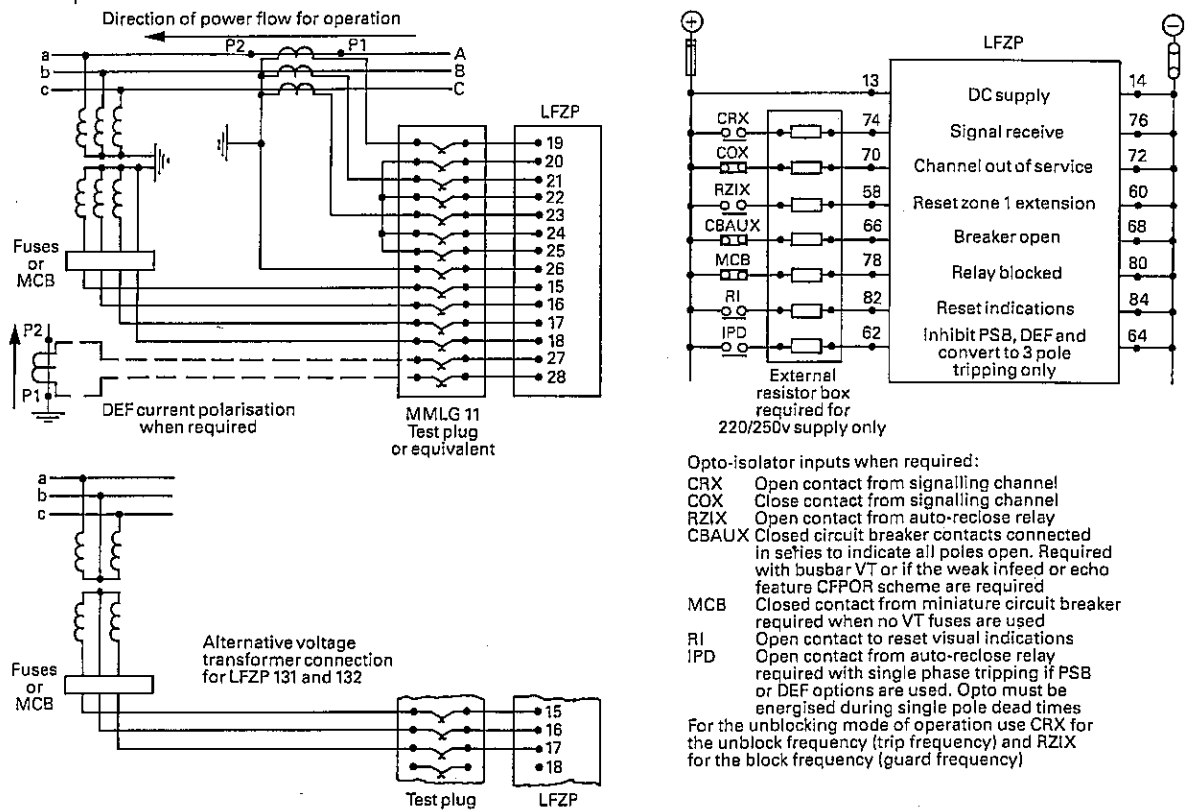 Direction of power flow for operation
P2 P1
a A
b B
c C
LFZP
19
20
21
22
23
24
25
26
15
16
17
18
27
28
Fuses
or
MCB
P2
P1
DEF current polarisation
when required
MMLG 11
Test plug
or equivalent
a
b
c
Fuses
or
MCB
Alternative voltage
transformer connection
for LFZP 131 and 132
15
16
17
18
Test plug LFZP
+ −
LFZP
13 DC supply 14
CRX 74 Signal receive 76
COX 70 Channel out of service 72
RZIX 58 Reset zone 1 extension 60
CBAUX 66 Breaker open 68
MCB 78 Relay blocked 80
RI 82 Reset indications 84
IPD 62 Inhibit PSB, DEF and 64
convert to 3 pole
tripping only
External
resistor box
required for
220/250v supply only
Opto-isolator inputs when required:
CRX Open contact from signalling channel
COX Close contact from signalling channel
RZIX Open contact from auto-reclose relay
CBAUX Closed circuit breaker contacts connected
in series to indicate all poles open. Required
with busbar VT or if the weak infeed or echo
feature CFPOR scheme are required
MCB Closed contact from miniature circuit breaker
required when no VT fuses are used
RI Open contact to reset visual indications
IPD Open contact from auto-reclose relay
required with single phase tripping if PSB
or DEF options are used. Opto must be
energised during single pole dead times
For the unblocking mode of operation use CRX for
the unblock frequency (trip frequency) and RZIX
for the block frequency (guard frequency)